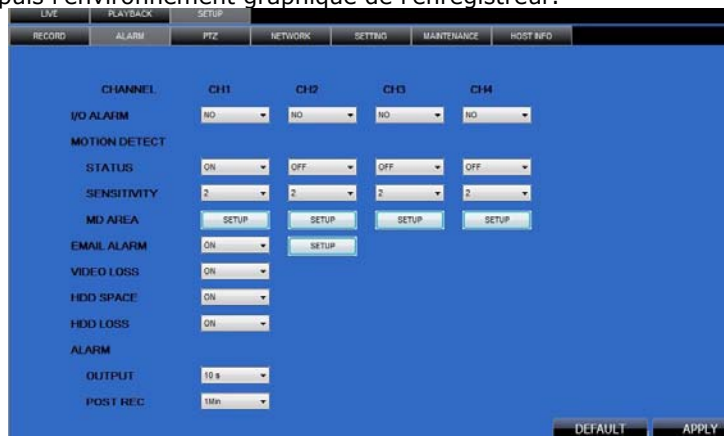 puis l'environnement graphique de l'enregistreur.
LIVE PLAYBACK SETUP
RECORD ALARM PTZ NETWORK SETTING MAINTENANCE HOST INFO
CHANNEL CH1 CH2 CH3 CH4
I/O ALARM NO NO NO NO
MOTION DETECT
STATUS ON OFF OFF OFF
SENSITIVITY 2 2 2 2
MD AREA SETUP SETUP SETUP SETUP
EMAIL ALARM ON SETUP
VIDEO LOSS ON
HDD SPACE ON
HDD LOSS ON
ALARM
OUTPUT 10 s
POST REC 1Min
DEFAULT APPLY